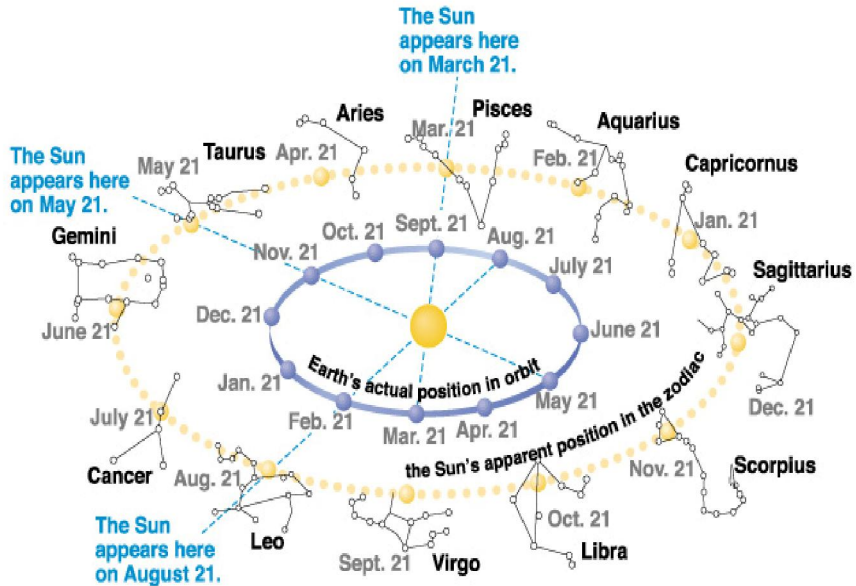 The Sun
appears here
on March 21.
Aries
Pisces
Mar. 21
Aquarius
Taurus
Apr. 21
Feb. 21
May 21
Capricornus
The Sun
appears here
on May 21.
Gemini
Nov. 21
Oct. 21
Sept. 21
Aug. 21
July 21
Jan. 21
Sagittarius
Dec. 21
June 21
June 21
Earth's actual position in orbit
Jan. 21
Feb. 21
Mar. 21
Apr. 21
May 21
the Sun's apparent position in the zodiac
Dec. 21
July 21
Cancer
Aug. 21
Nov. 21
Scorpius
Leo
Sept. 21
Virgo
Oct. 21
Libra
The Sun
appears here
on August 21.